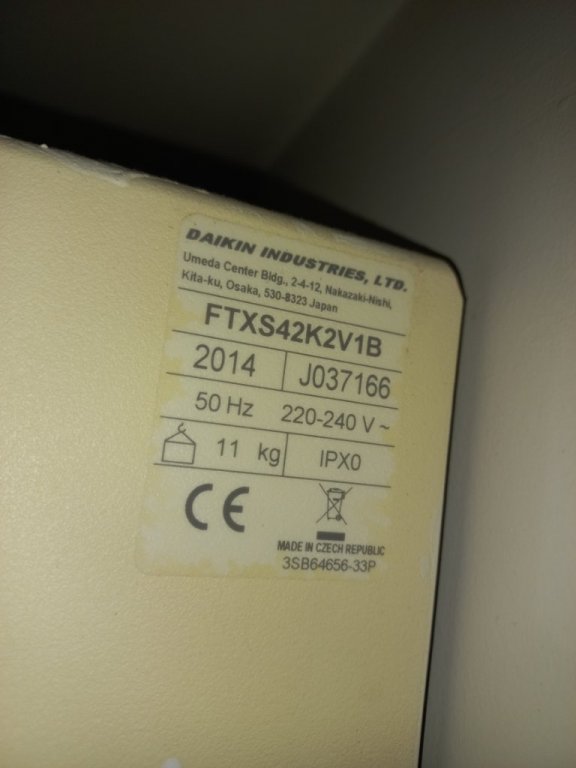 DAIKIN INDUSTRIES, LTD.
Umeda Center Bldg., 2-4-12, Nakazaki-Nishi,
Kita-ku, Osaka, 530-8323 Japan
FTXS42K2V1B
2014 J037166
50 Hz 220-240 V ~
11 kg IPX0
CE
MADE IN CZECH REPUBLIC
3SB64656-33P